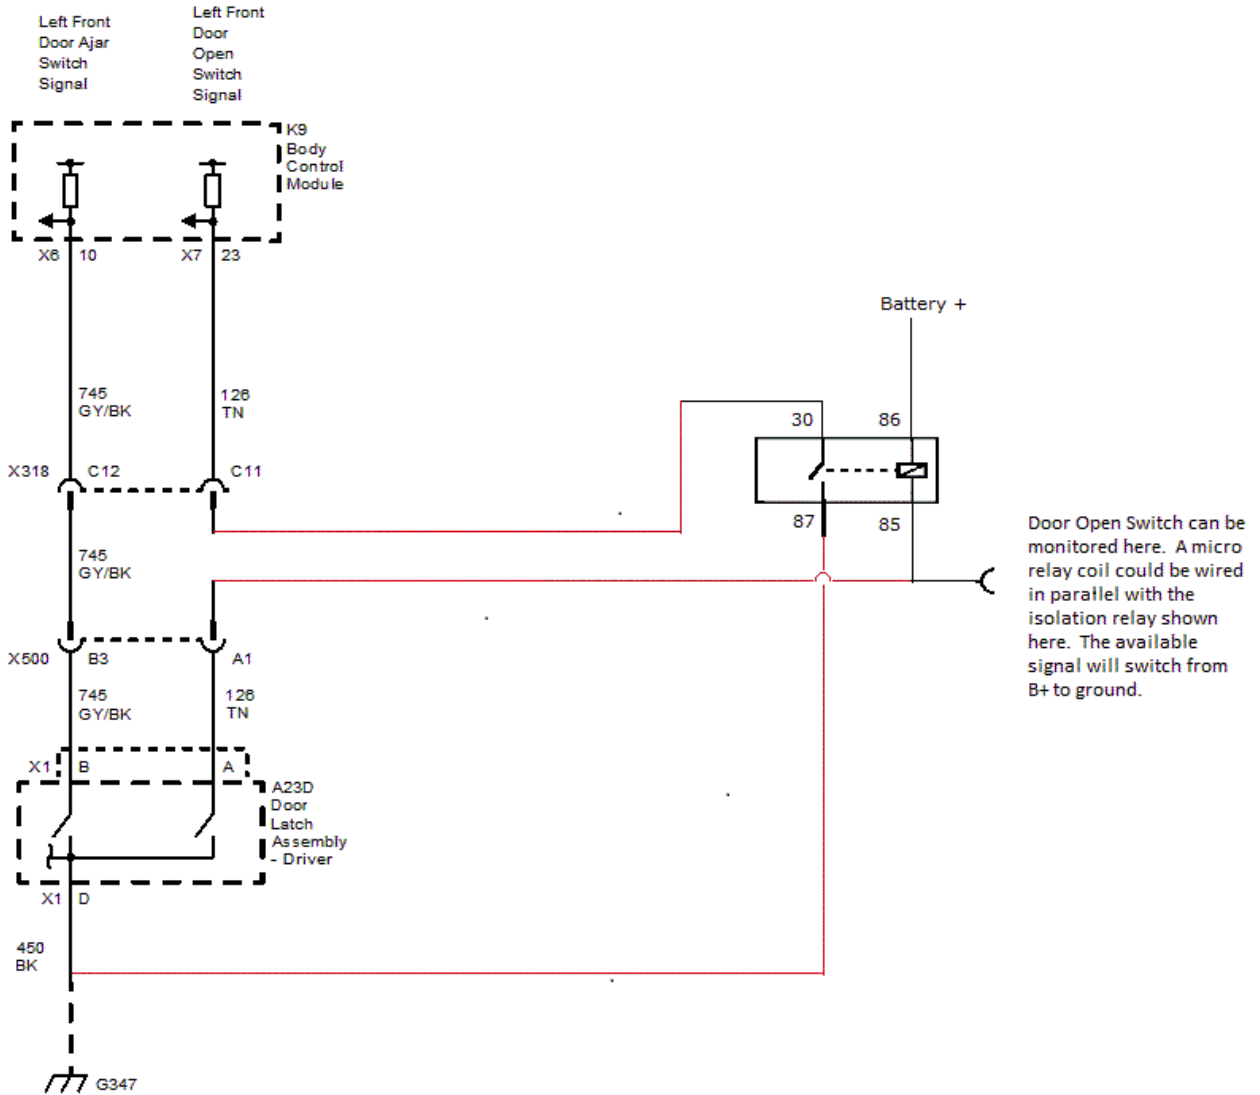 Left Front
Door Ajar
Switch
Signal
Left Front
Door
Open
Switch
Signal
K9
Body
Control
Module
X6 10
X7 23
Battery +
745
GY/BK
126
TN
30 86
X318 C12 C11
87 85
Door Open Switch can be
monitored here. A micro
relay coil could be wired
in parallel with the
isolation relay shown
here. The available
signal will switch from
B+ to ground.
745
GY/BK
X500 B3 A1
745
GY/BK
126
TN
X1 B A
A23D
Door
Latch
Assembly
- Driver
X1 D
450
BK
G347